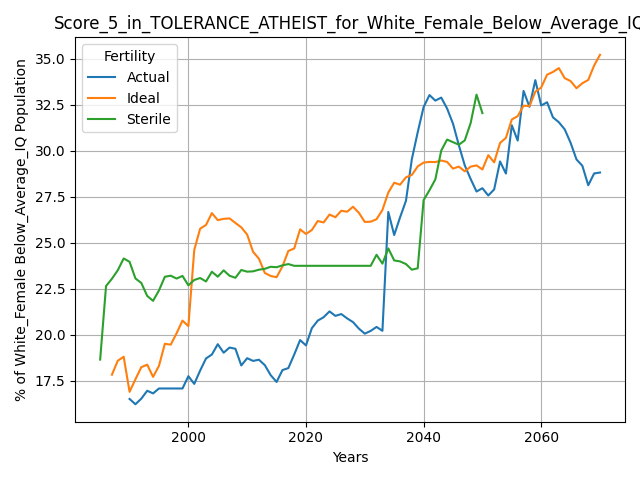 Score_5_in_TOLERANCE_ATHEIST_for_White_Female_Below_Average_IQ
Fertility
Actual
Ideal
Sterile
% of White_Female Below_Average_IQ Population
35.0
32.5
30.0
27.5
25.0
22.5
20.0
17.5
2000
2020
2040
2060
Years